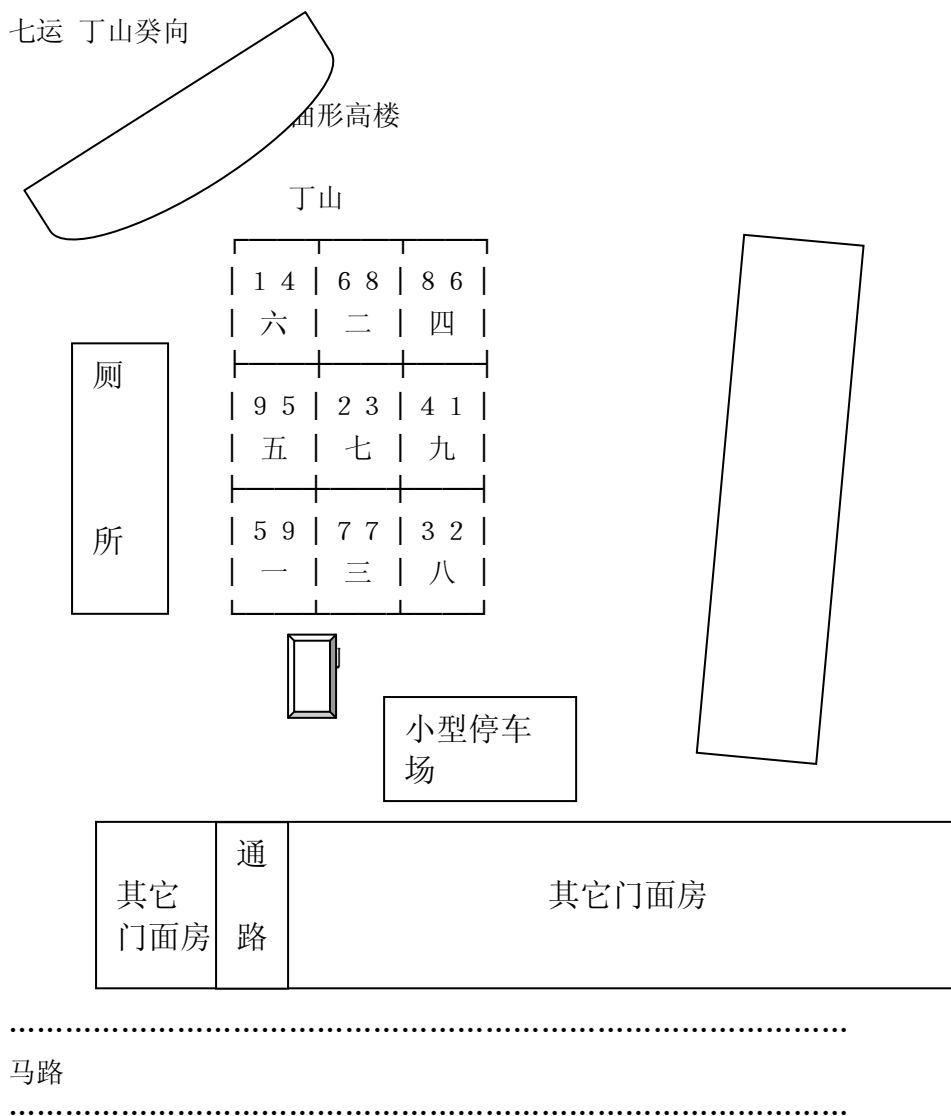 七运 丁山癸向
形高楼
丁山
1 4 6 8 8 6
六 二 四
厕
9 5 2 3 4 1
五 七 九
所
5 9 7 7 3 2
一 三 八
小型停车
场
通
其它
门面房
路
其它门面房
马路